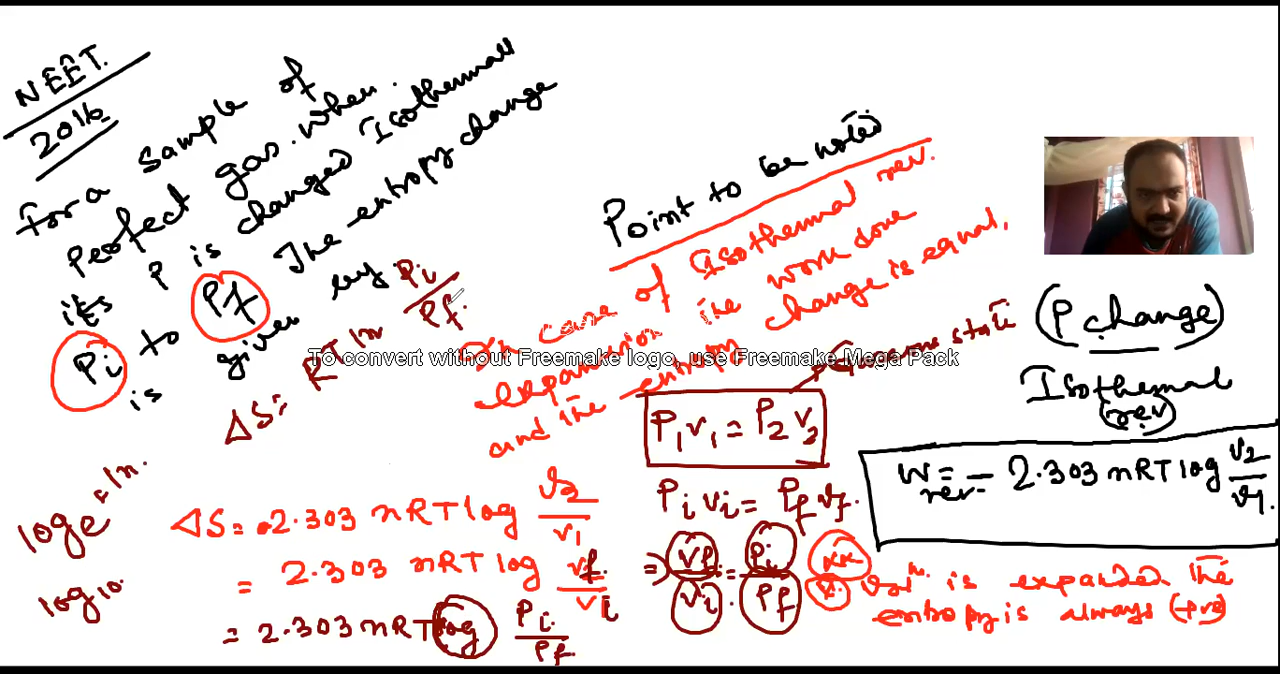 NEET.
2016
For a sample of
perfect gas. when
its P is changed Isothermall
Pi to Pf The entropy change
is given by
ΔS = RT ln Pi/Pf.
Point to be noted
In case of Isothermal rev.
expansion the work done
and the entropy change is equal.
To convert without Freemake logo, use Freemake Mega Pack
P1V1 = P2V2
PiVi = PfVf.
=> Vf/Vi = Pi/Pf
(P change)
Isothermal
(rev)
Wrev = - 2.303 nRT log V2/V1.
is expanded the
entropy is always (+ve)
loge = ln.
log10.
ΔS = 2.303 nRT log V2/V1
= 2.303 nRT log Vf/Vi
= 2.303 nRT log Pi/Pf